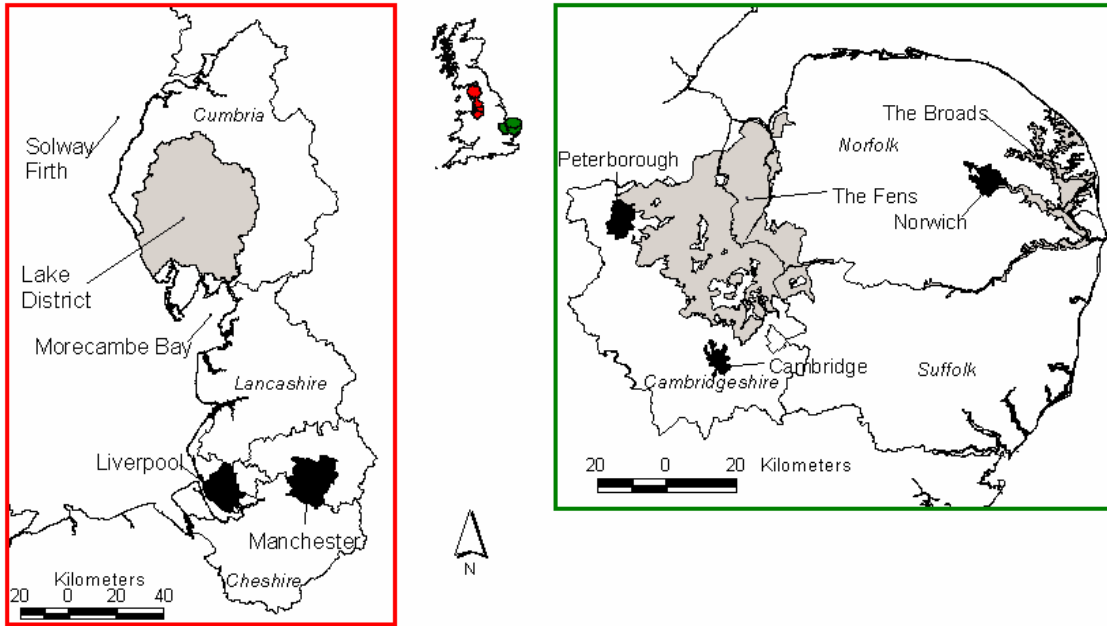 Cumbria
Solway
Firth
Lake
District
Morecambe Bay
Lancashire
Liverpool
Manchester
Cheshire
Kilometers
20 0 20 40
N
The Broads
Norfolk
Peterborough
The Fens
Norwich
Cambridge
Cambridgeshire
Suffolk
20 0 20 Kilometers